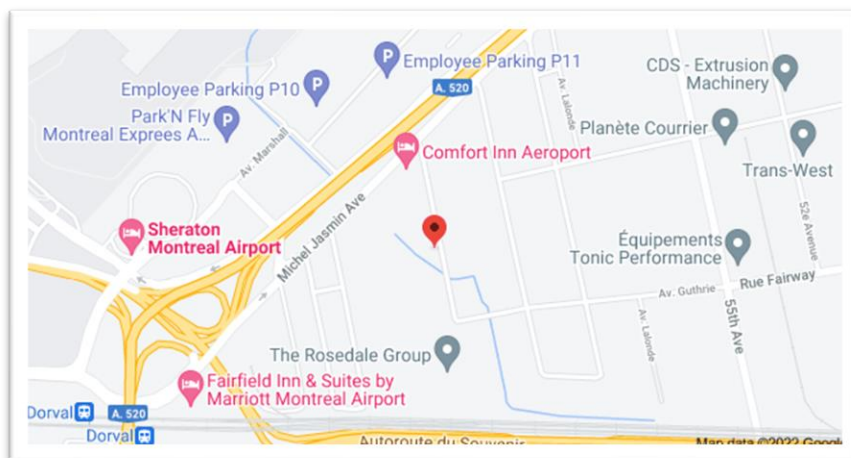 Employee Parking P11
A. 520
CDS - Extrusion
Machinery
Employee Parking P10
Park'N Fly
Montreal Exprees A...
Av. Lalonde
Planète Courrier
Av. Marshall
Comfort Inn Aeroport
Trans-West
Sheraton
Montreal Airport
Michel Jasmin Ave
52e Avenue
Équipements
Tonic Performance
Rue Fairway
Av. Guthrie
55th Ave
Av. Lalonde
The Rosedale Group
Fairfield Inn & Suites by
Marriott Montreal Airport
Dorval
A. 520
Dorval
Autoroute du Souvenir
Map data ©2022 Google